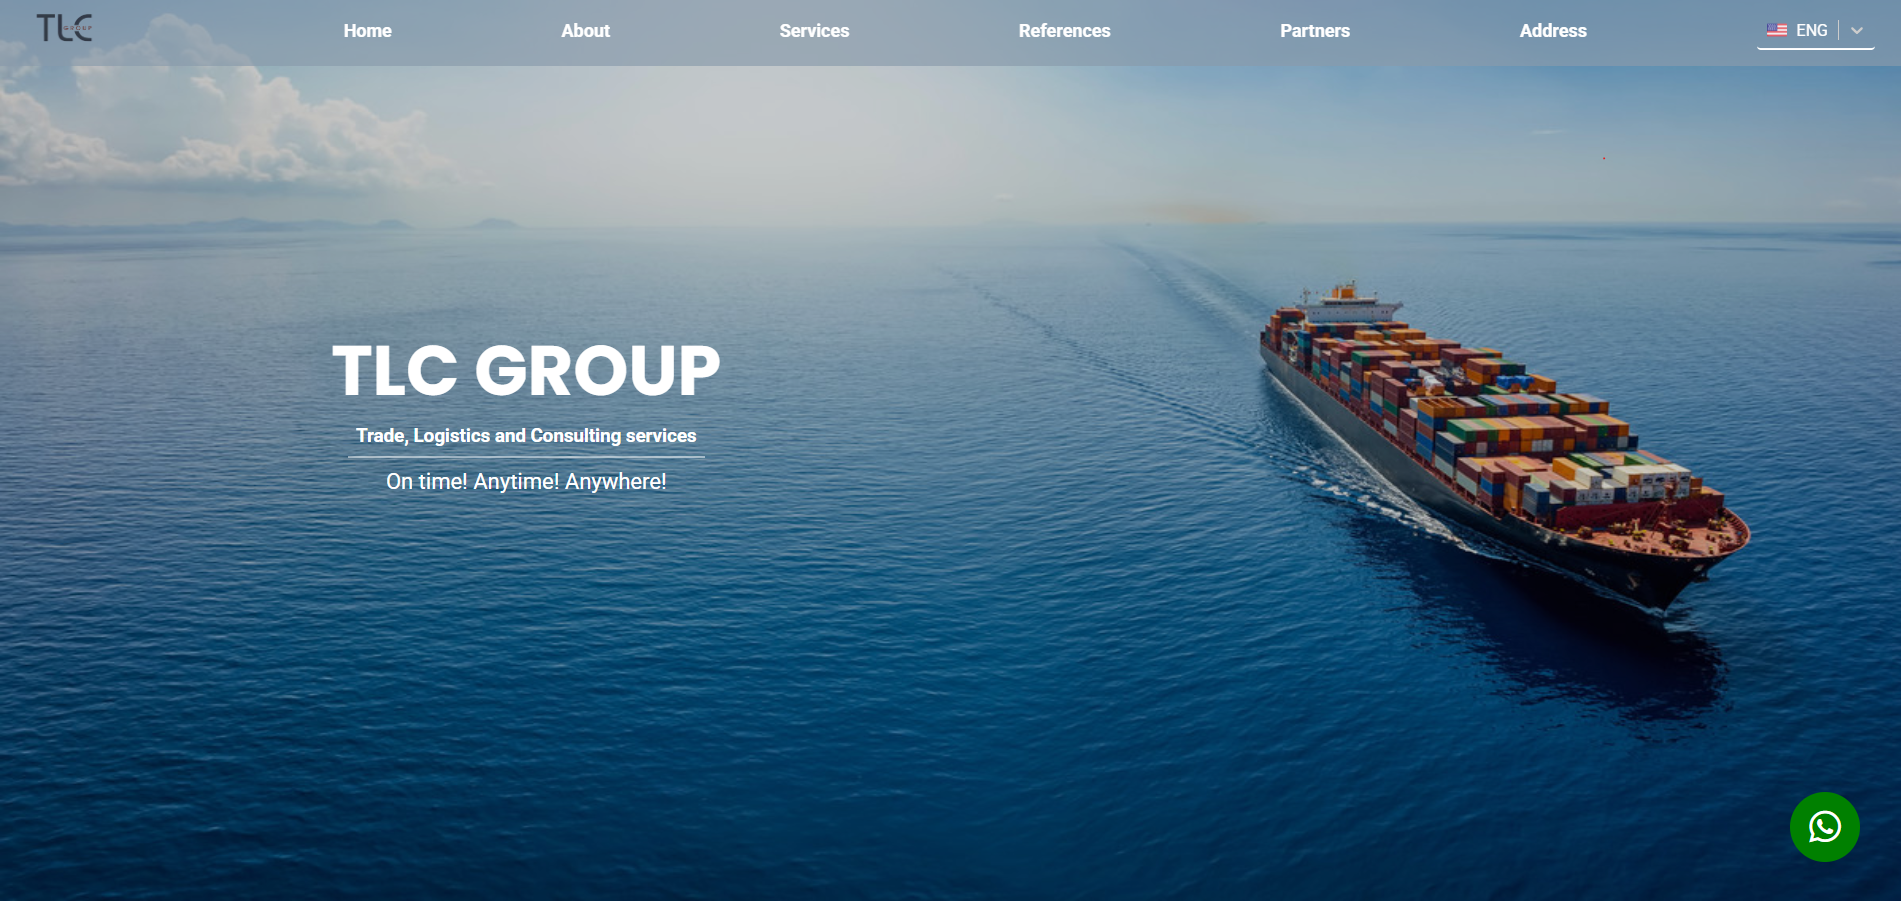 TLC GROUP
Home
About
Services
References
Partners
Address
ENG
TLC GROUP
Trade, Logistics and Consulting services
On time! Anytime! Anywhere!